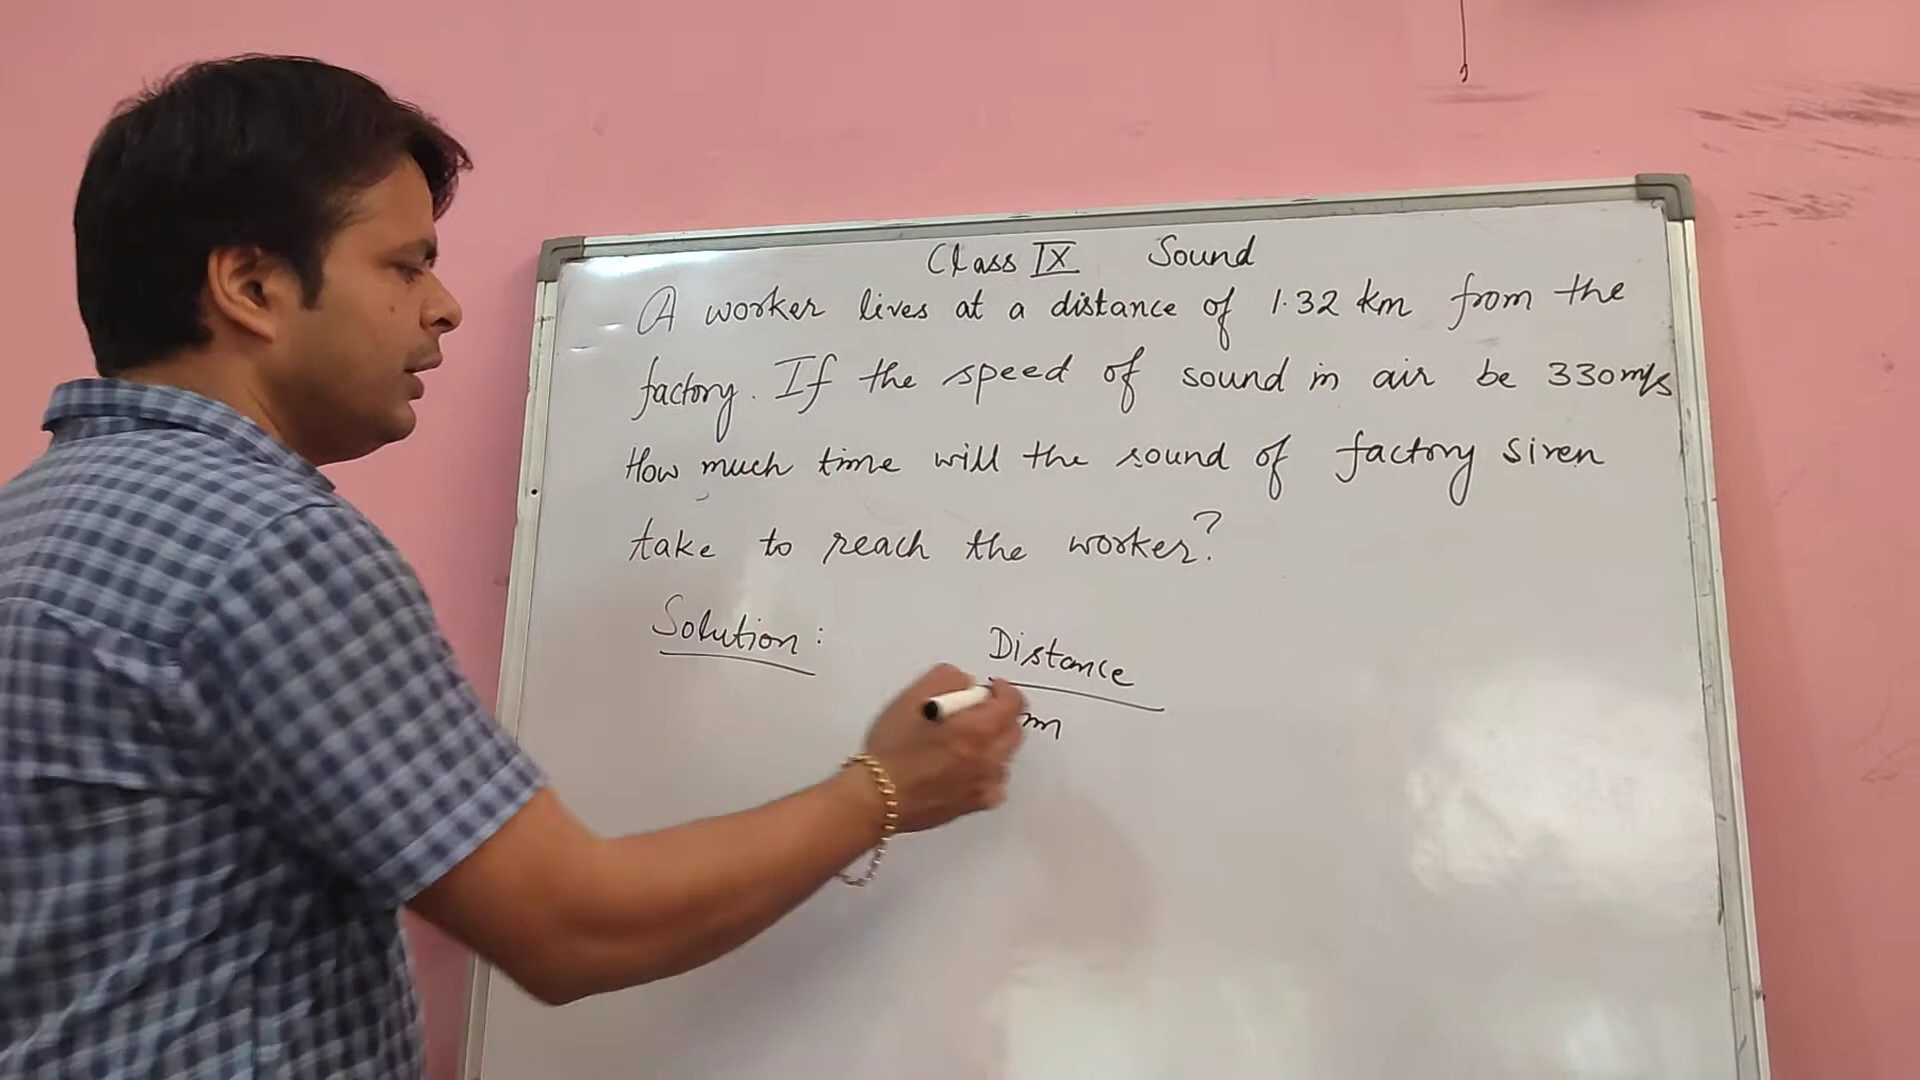 Class IX Sound
A worker lives at a distance of 1.32 km from the
factory. If the speed of sound in air be 330m/s
How much time will the sound of factory siren
take to reach the worker?
Solution: Distance
m